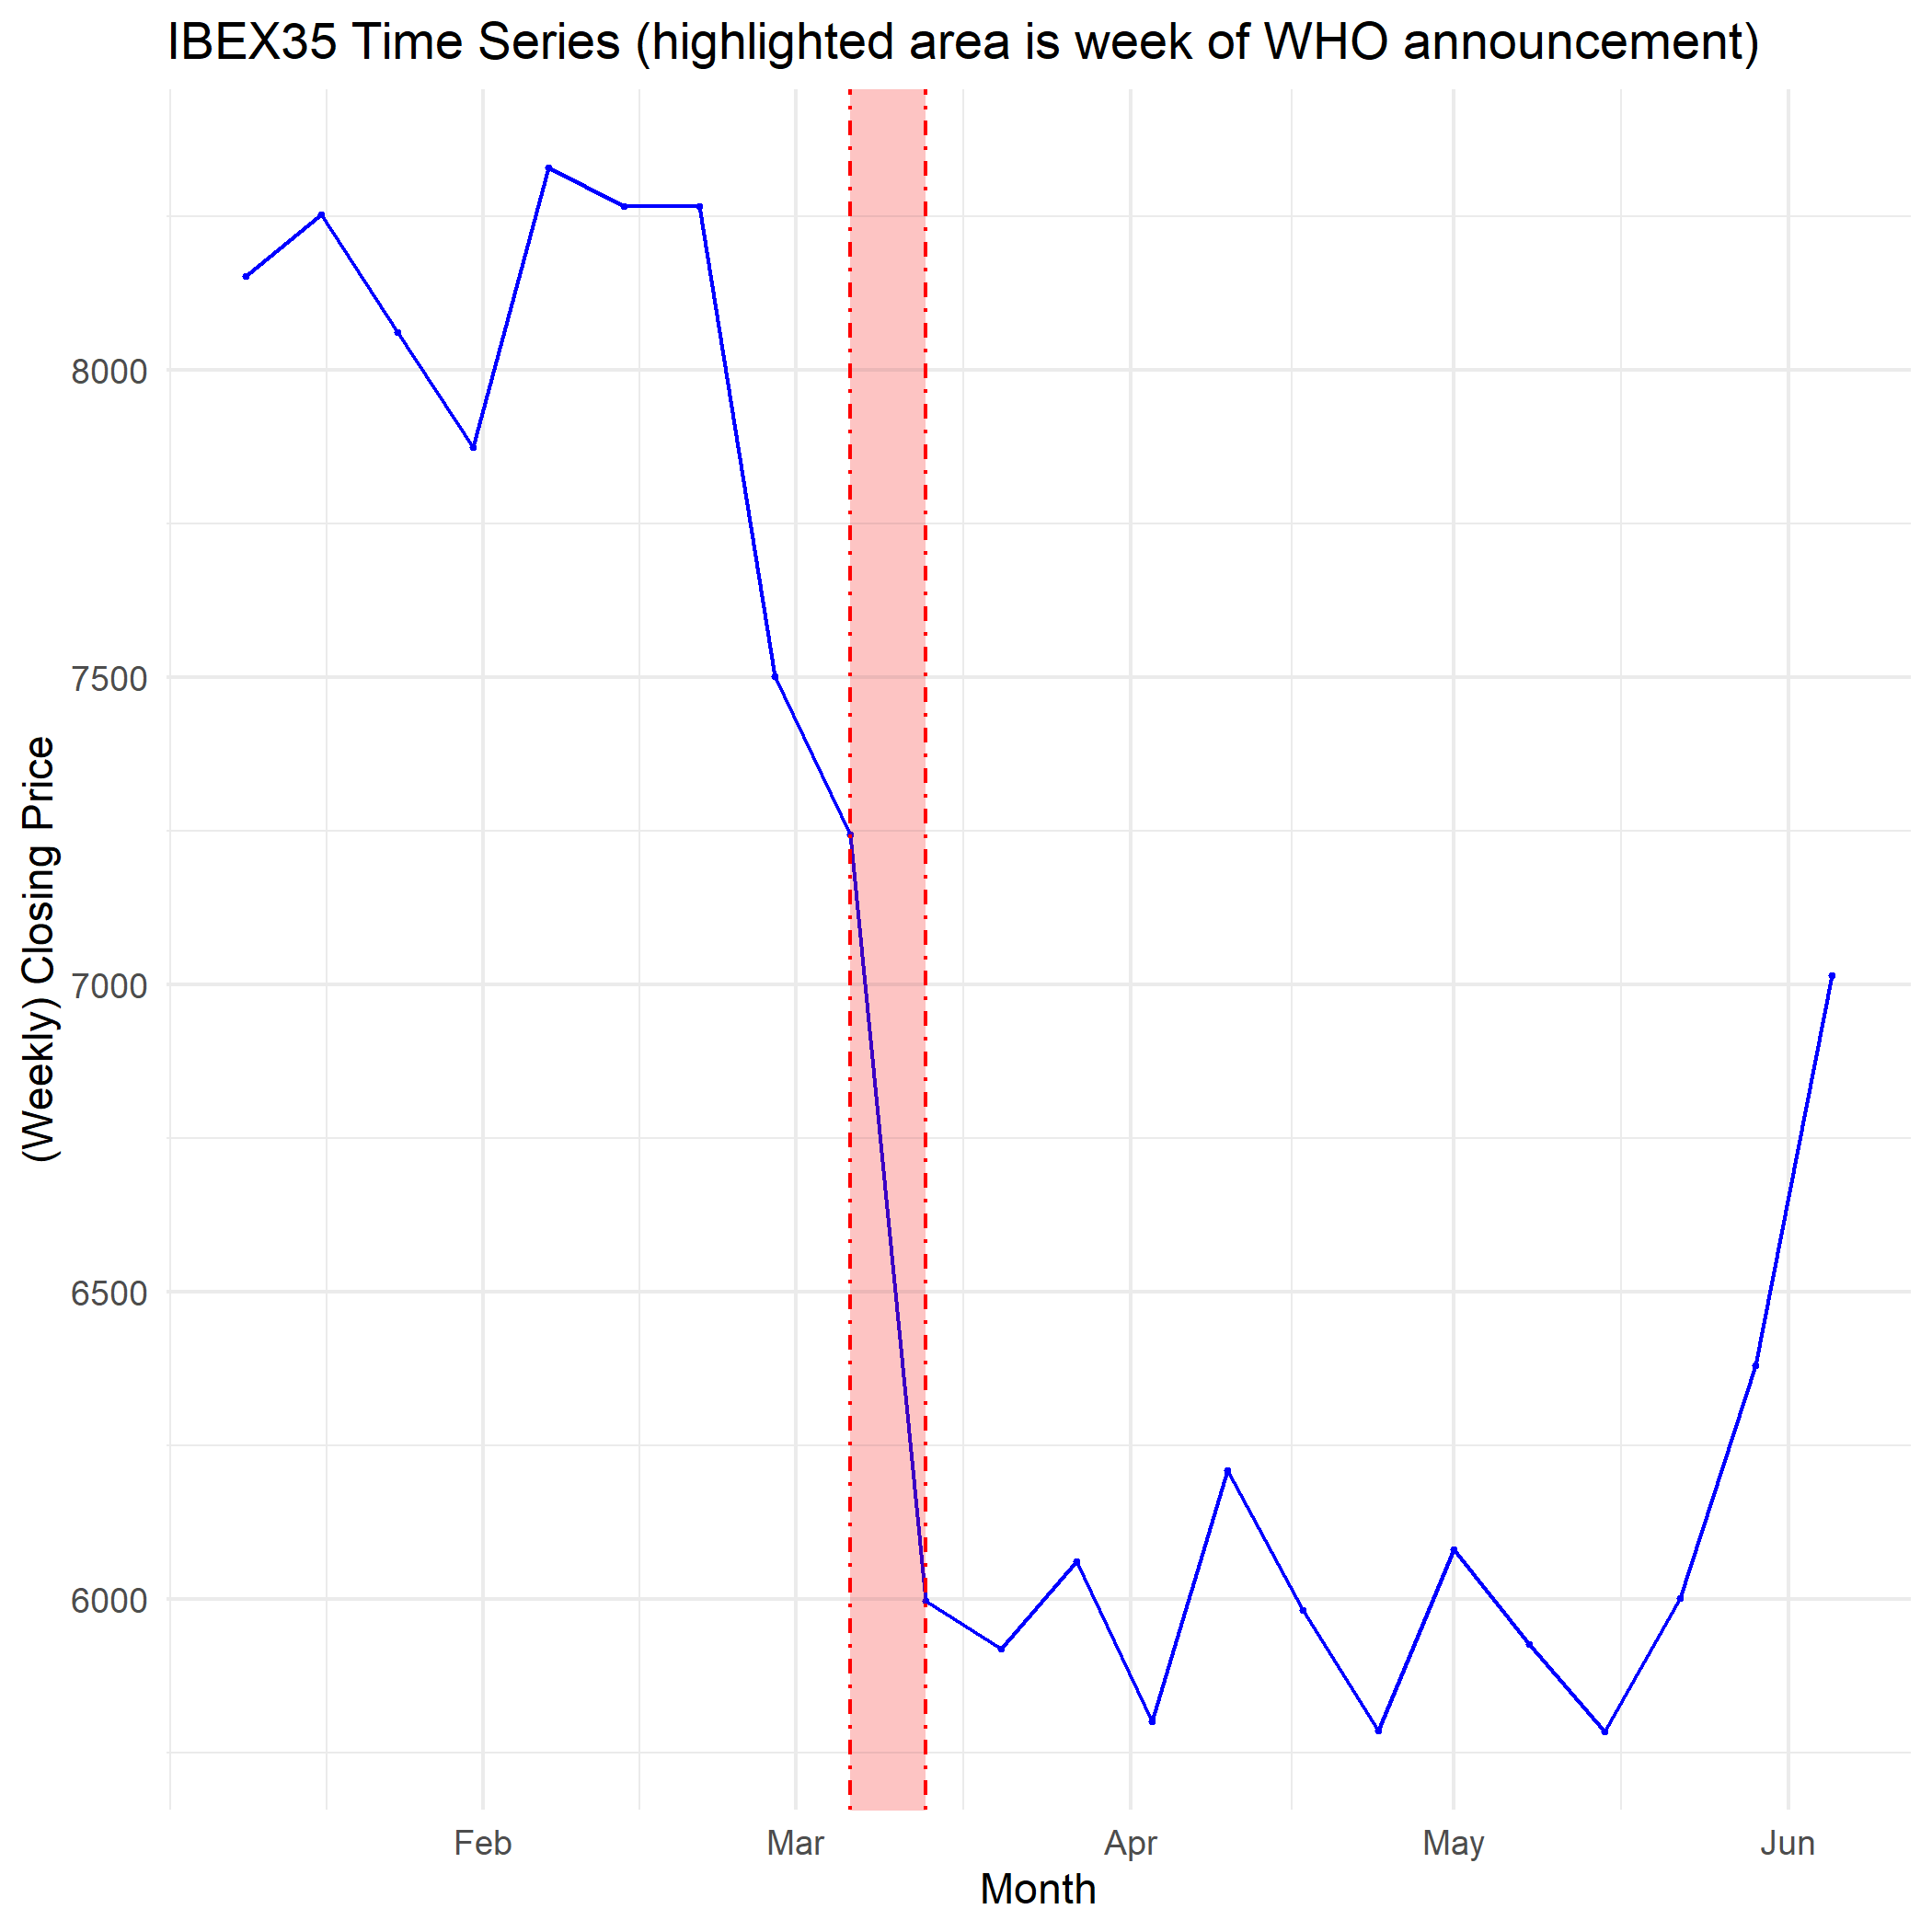 IBEX35 Time Series (highlighted area is week of WHO announcement)
(Weekly) Closing Price
8000
7500
7000
6500
6000
Feb Mar Apr May Jun
Month